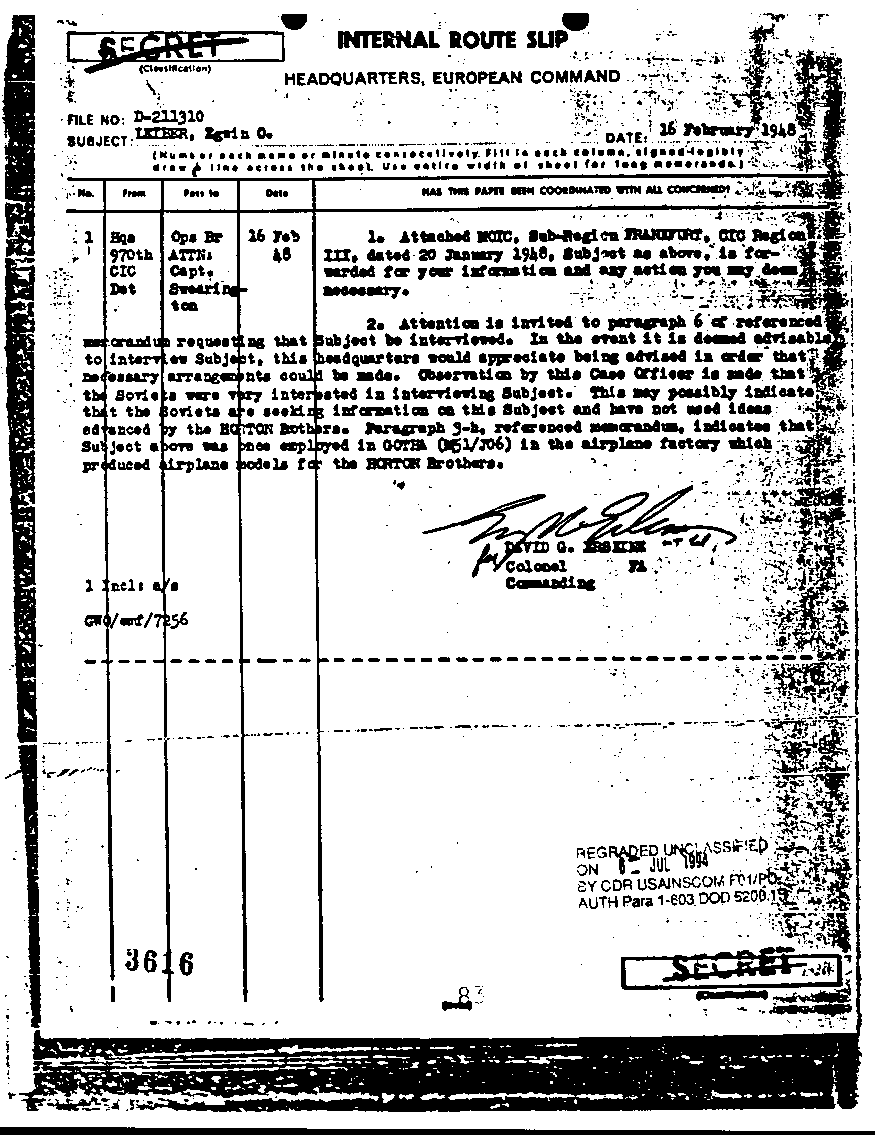 SECRET
(Classification)
INTERNAL ROUTE SLIP
HEADQUARTERS, EUROPEAN COMMAND
FILE NO: D-211310
SUBJECT: LEIBER, Egwin O.
DATE: 16 February 1948
(Number each memo or minute consecutively. Fill in each column, signed legibly
draw a line across the sheet. Use entire width of sheet for long memoranda)
No. From Pass to Date HAS THIS PAPER BEEN COORDINATED WITH ALL CONCERNED?
1 Hqs Ops Br 16 Feb 1. Attached MOIC, Sub-Region FRANKFURT, CIC Region
970th ATTN: 48 III, dated 20 January 1948, Subject as above, is for-
CIC Capt. warded for your information and any action you may deem
Det Swearing- necessary.
ton
2. Attention is invited to paragraph 6 of referenced
memorandum requesting that Subject be interviewed. In the event it is deemed advisable
to interview Subject, this headquarters would appreciate being advised in order that
necessary arrangements could be made. Observation by this Case Officer is made that
the Soviets were very interested in interviewing Subject. This may possibly indicate
that the Soviets are seeking information on this Subject and have not used ideas
advanced by the HORTON Brothers. Paragraph 3-h, referenced memorandum, indicates that
Subject above was once employed in GOTHA (M51/J06) in the airplane factory which
produced airplane models for the HORTON Brothers.
for DAVID G. ERSKINE
Colonel FA
Commanding
1 Incl: a/s
GWO/emf/7256
REGRADED UNCLASSIFIED
ON 6 JUL 1994
BY CDR USAINSCOM F01/PO
AUTH Para 1-603 DOD 5200.1
3616
SECRET
(Classification)
83